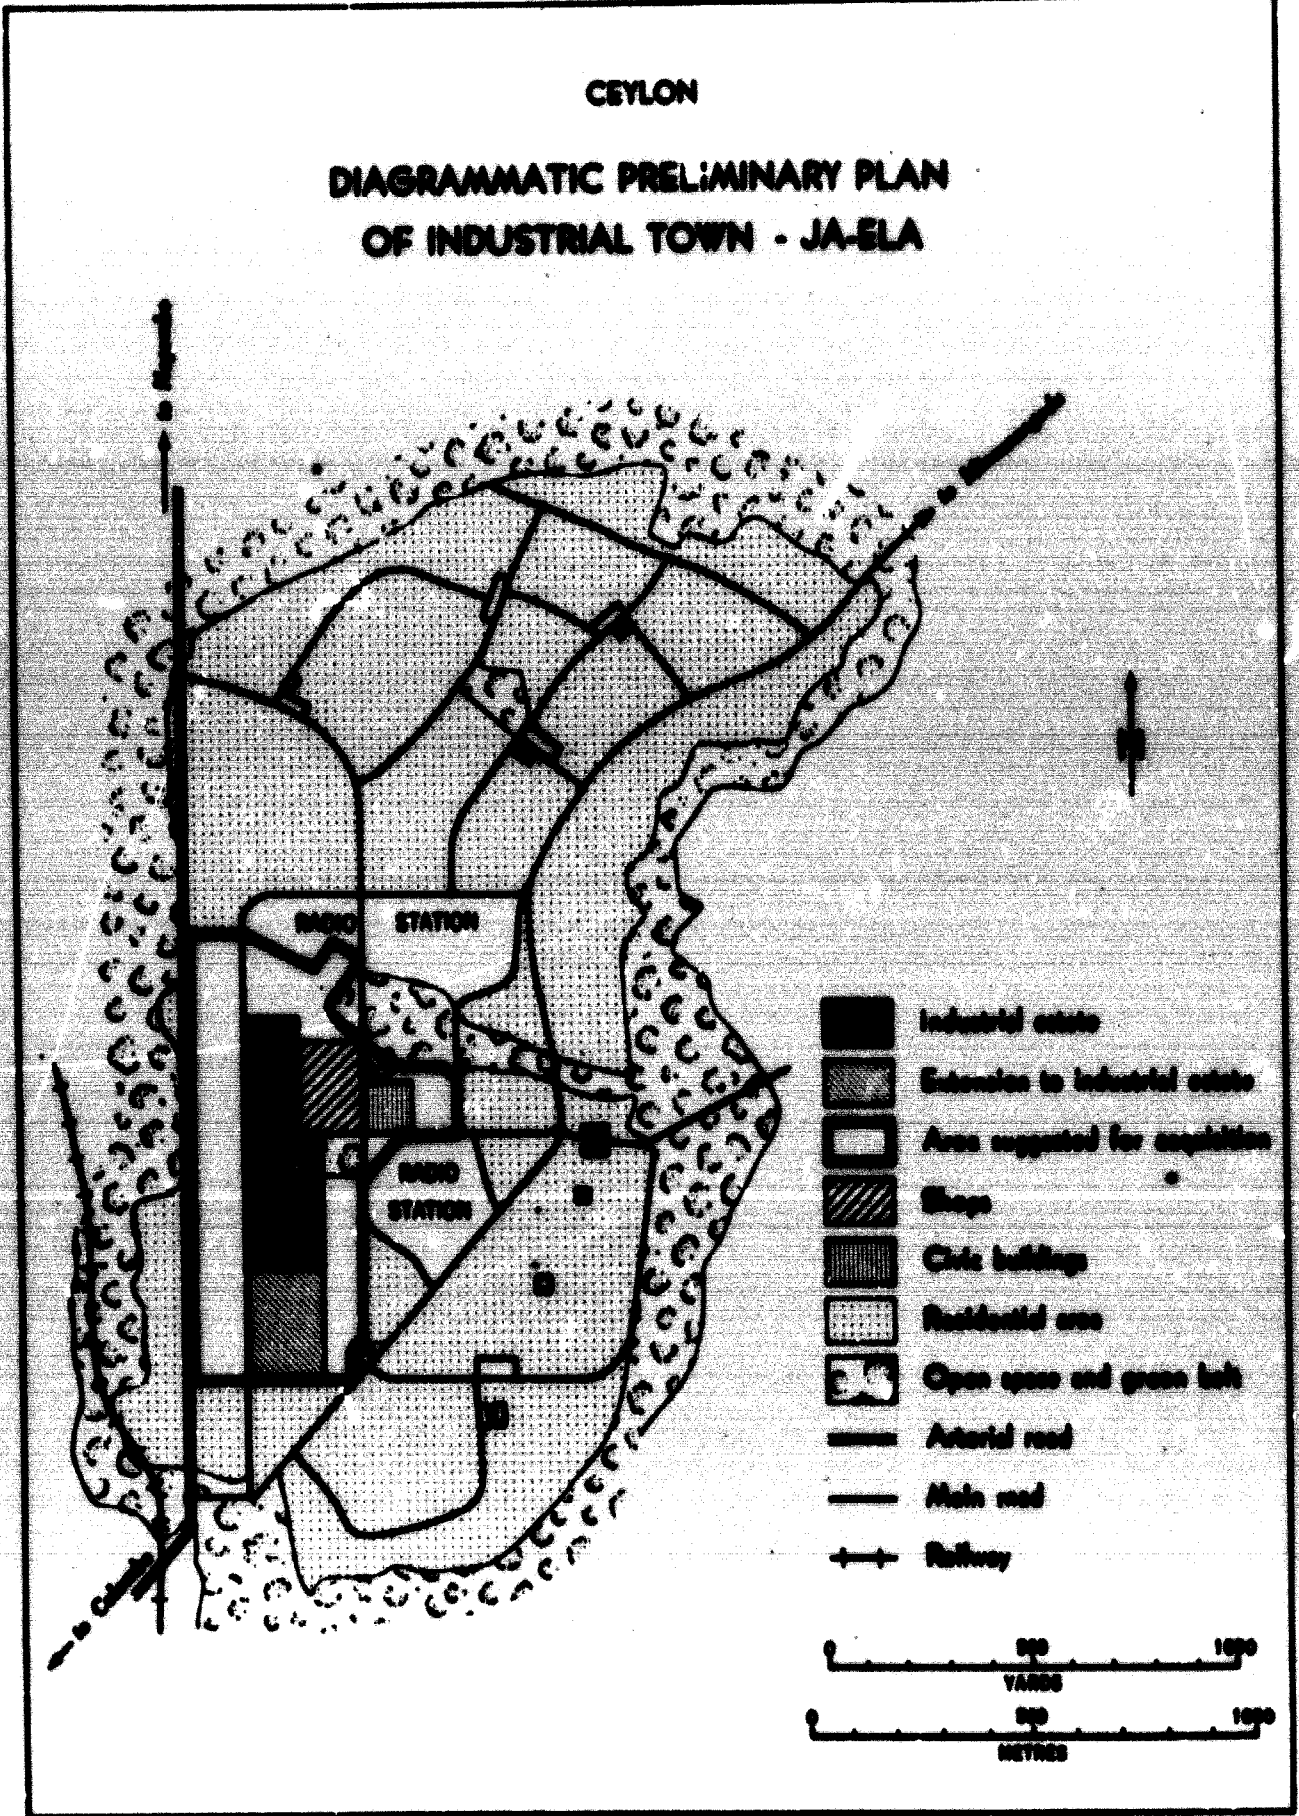 CEYLON
DIAGRAMMATIC PRELIMINARY PLAN
OF INDUSTRIAL TOWN - JA-ELA
RADIO STATION
RADIO
STATION
Industrial estate
Extension to industrial estate
Area suggested for acquisition
Shops
Civic buildings
Residential area
Open space and green belt
Arterial road
Main road
Railway
to Colombo
0 500 1000
YARDS
0 500 1000
METRES